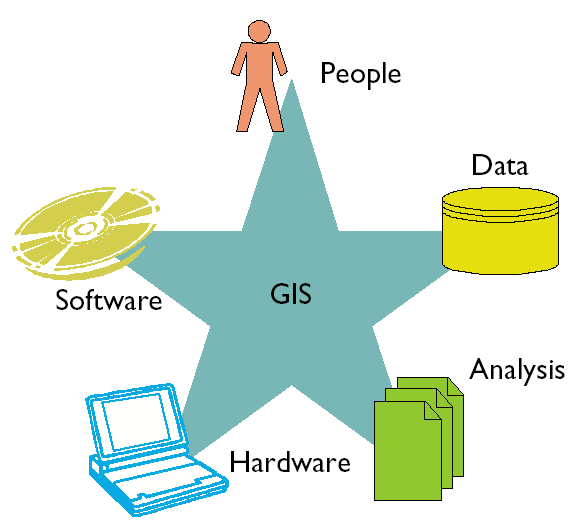 People
Data
Software
GIS
Analysis
Hardware